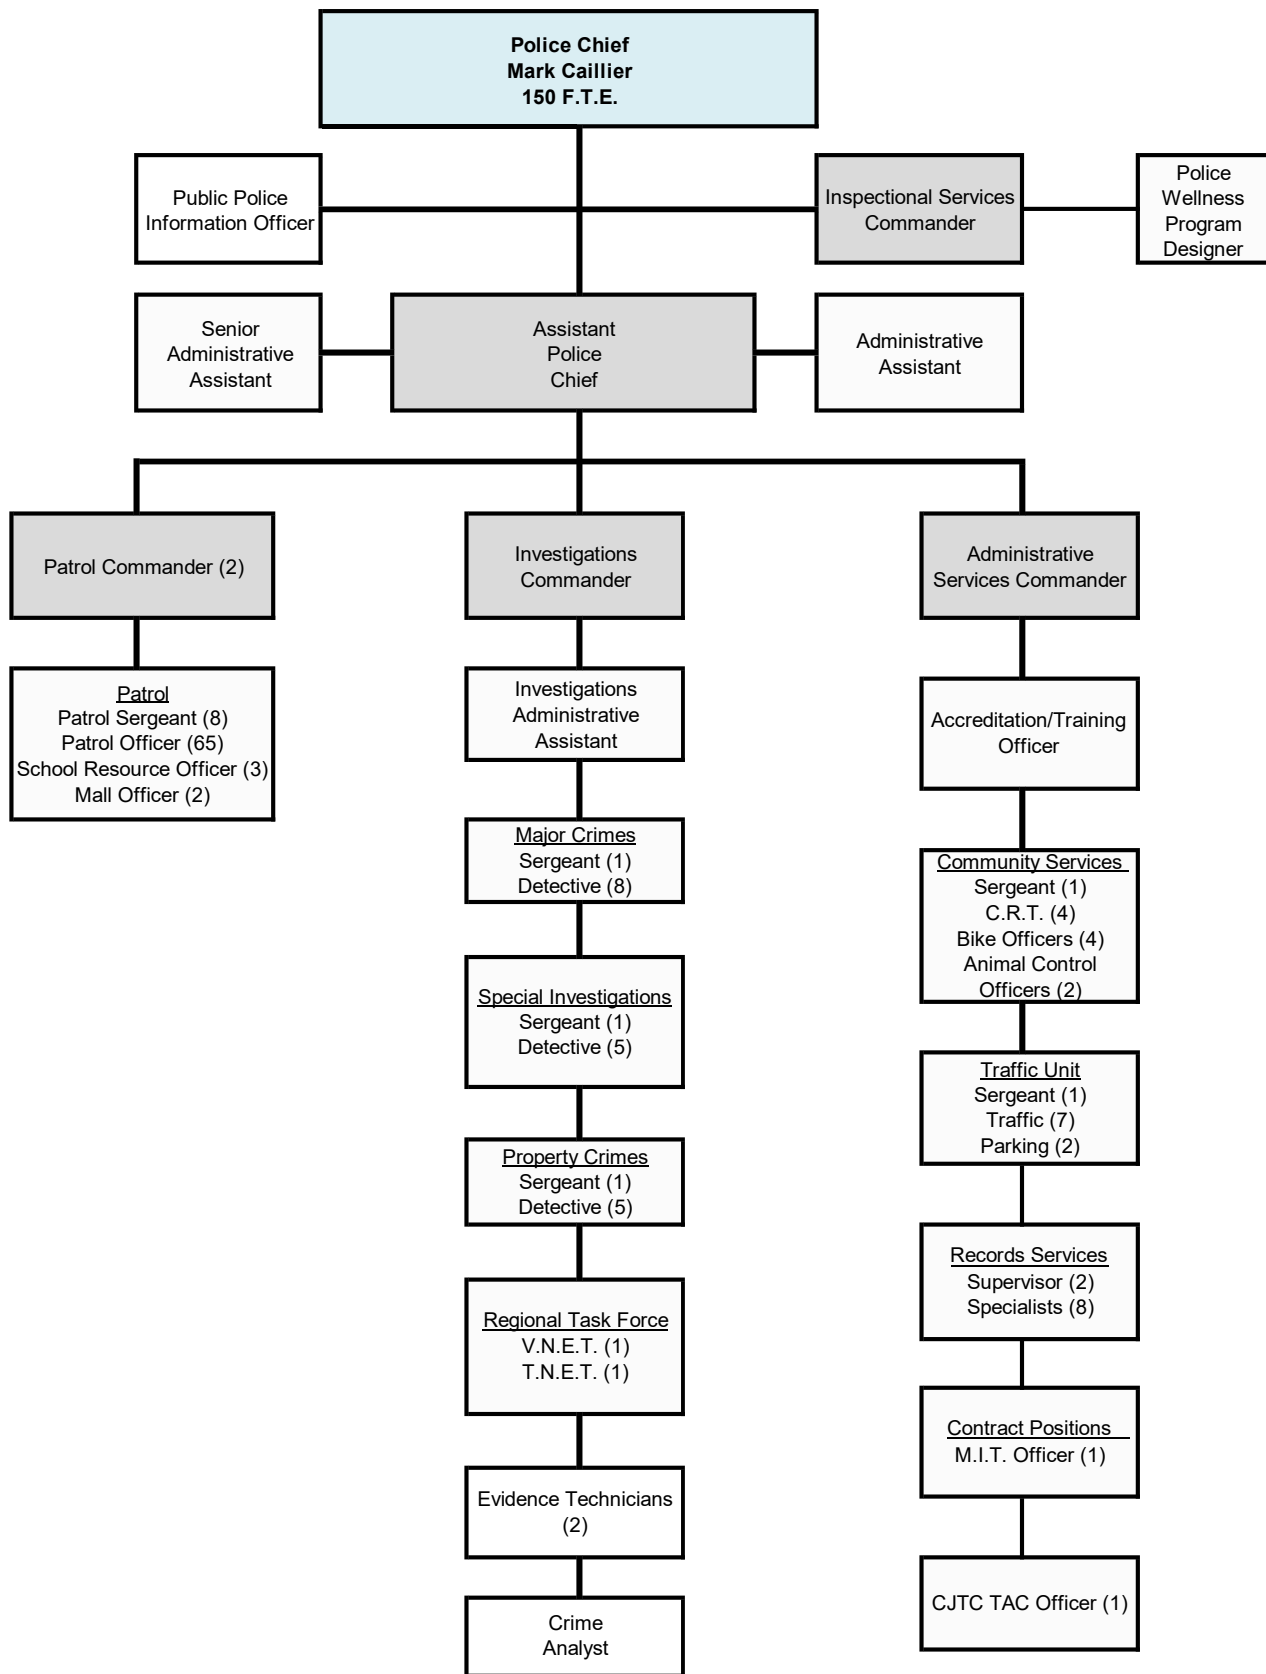 Police Chief
Mark Caillier
150 F.T.E.
Public Police
Information Officer
Inspectional Services
Commander
Police
Wellness
Program
Designer
Senior
Administrative
Assistant
Assistant
Police
Chief
Administrative
Assistant
Patrol Commander (2)
Investigations
Commander
Administrative
Services Commander
Patrol
Patrol Sergeant (8)
Patrol Officer (65)
School Resource Officer (3)
Mall Officer (2)
Investigations
Administrative
Assistant
Major Crimes
Sergeant (1)
Detective (8)
Special Investigations
Sergeant (1)
Detective (5)
Property Crimes
Sergeant (1)
Detective (5)
Regional Task Force
V.N.E.T. (1)
T.N.E.T. (1)
Evidence Technicians
(2)
Crime
Analyst
Accreditation/Training
Officer
Community Services
Sergeant (1)
C.R.T. (4)
Bike Officers (4)
Animal Control
Officers (2)
Traffic Unit
Sergeant (1)
Traffic (7)
Parking (2)
Records Services
Supervisor (2)
Specialists (8)
Contract Positions
M.I.T. Officer (1)
CJTC TAC Officer (1)